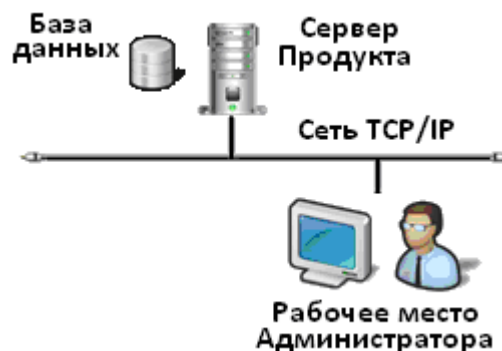 База
данных
Сервер
Продукта
Сеть TCP/IP
Рабочее место
Администратора